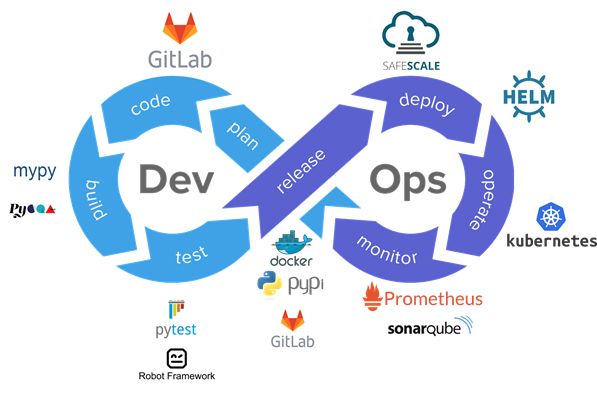 GitLab
SAFESCALE
HELM
code
plan
release
deploy
mypy
Dev
Ops
build
operate
PyCQA
kubernetes
test
monitor
docker
pypi
Prometheus
pytest
GitLab
sonarqube
Robot Framework